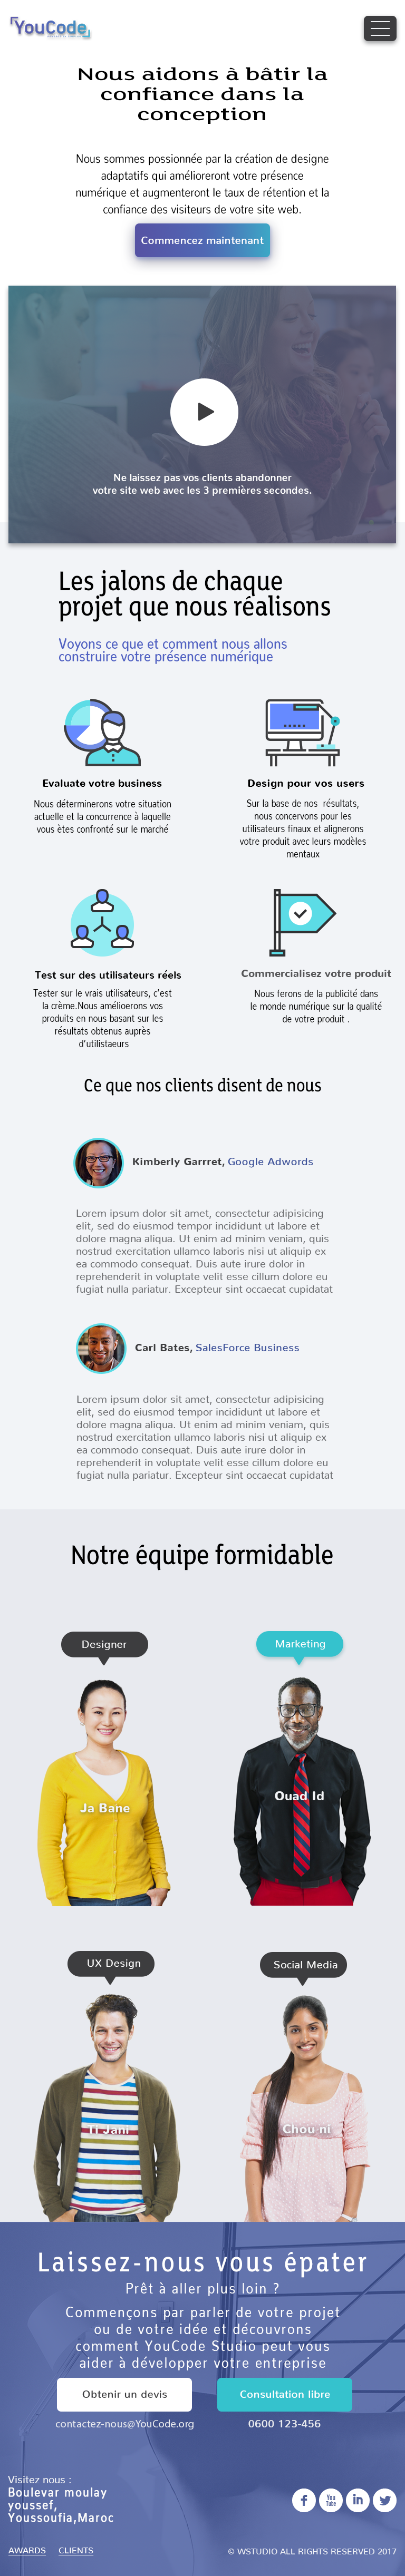 YouCode
Nous aidons à bâtir la
confiance dans la
conception
Nous sommes possionnée par la création de designe
adaptatifs qui amélioreront votre présence
numérique et augmenteront le taux de rétention et la
confiance des visiteurs de votre site web.
Commencez maintenant
Ne laissez pas vos clients abandonner
votre site web avec les 3 premières secondes.
Les jalons de chaque
projet que nous réalisons
Voyons ce que et comment nous allons
construire votre présence numérique
Evaluate votre business
Nous déterminerons votre situation
actuelle et la concurrence à laquelle
vous êtes confronté sur le marché
Design pour vos users
Sur la base de nos résultats,
nous concervons pour les
utilisateurs finaux et alignerons
votre produit avec leurs modèles
mentaux
Test sur des utilisateurs réels
Tester sur le vrais utilisateurs, c'est
la crème.Nous améliocerons vos
produits en nous basant sur les
résultats obtenus auprès
d'utilistaeurs
Commercialisez votre produit
Nous ferons de la publicité dans
le monde numérique sur la qualité
de votre produit .
Ce que nos clients disent de nous
Kimberly Garrret, Google Adwords
Lorem ipsum dolor sit amet, consectetur adipisicing
elit, sed do eiusmod tempor incididunt ut labore et
dolore magna aliqua. Ut enim ad minim veniam, quis
nostrud exercitation ullamco laboris nisi ut aliquip ex
ea commodo consequat. Duis aute irure dolor in
reprehenderit in voluptate velit esse cillum dolore eu
fugiat nulla pariatur. Excepteur sint occaecat cupidatat
Carl Bates, SalesForce Business
Lorem ipsum dolor sit amet, consectetur adipisicing
elit, sed do eiusmod tempor incididunt ut labore et
dolore magna aliqua. Ut enim ad minim veniam, quis
nostrud exercitation ullamco laboris nisi ut aliquip ex
ea commodo consequat. Duis aute irure dolor in
reprehenderit in voluptate velit esse cillum dolore eu
fugiat nulla pariatur. Excepteur sint occaecat cupidatat
Notre équipe formidable
Designer
Marketing
Ja Bane
Ouad Id
UX Design
Social Media
Ti Jani
Chou ni
Laissez-nous vous épater
Prêt à aller plus loin ?
Commençons par parler de votre projet
ou de votre idée et découvrons
comment YouCode Studio peut vous
aider à développer votre entreprise
Obtenir un devis
Consultation libre
contactez-nous@YouCode.org
0600 123-456
Visitez nous :
Boulevar moulay
youssef,
Youssoufia,Maroc
You
Tube
in
AWARDS CLIENTS
© WSTUDIO ALL RIGHTS RESERVED 2017